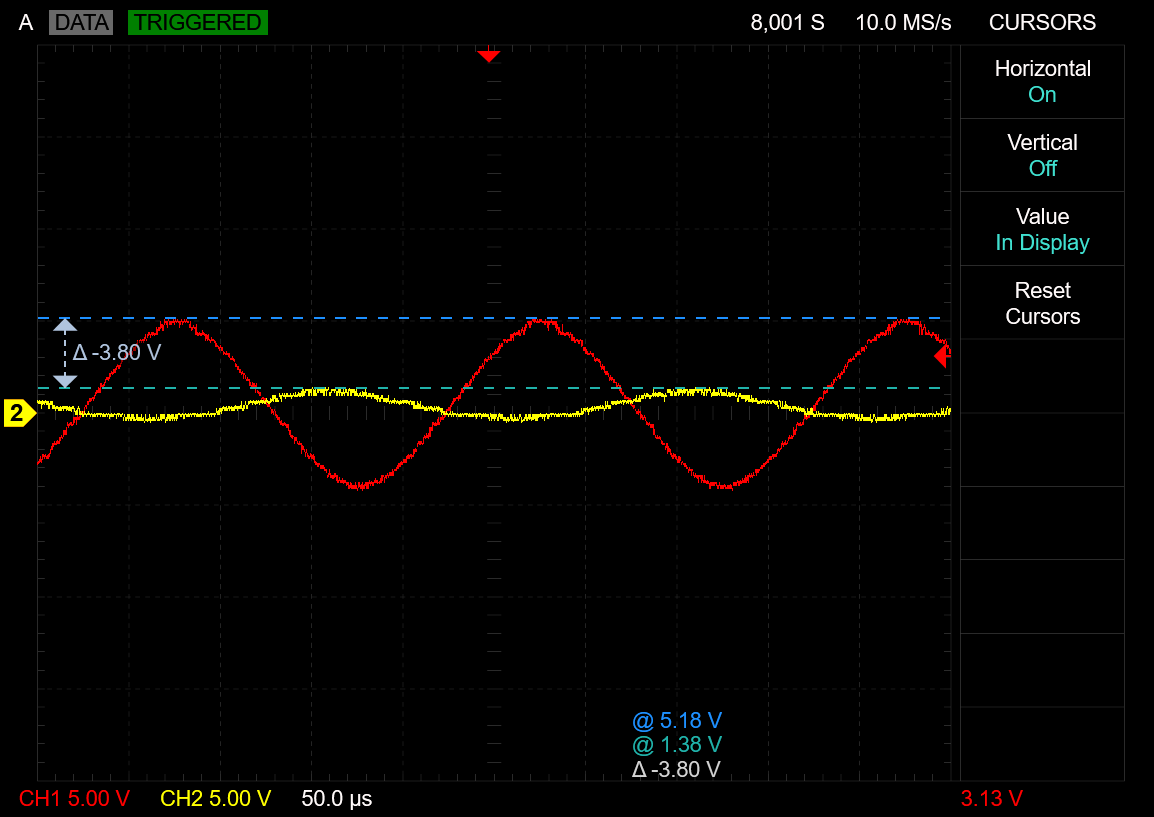 A DATA TRIGGERED 8,001 S 10.0 MS/s CURSORS
Horizontal
On
Vertical
Off
Value
In Display
Reset
Cursors
Δ -3.80 V
2
@ 5.18 V
@ 1.38 V
Δ -3.80 V
CH1 5.00 V CH2 5.00 V 50.0 µs 3.13 V